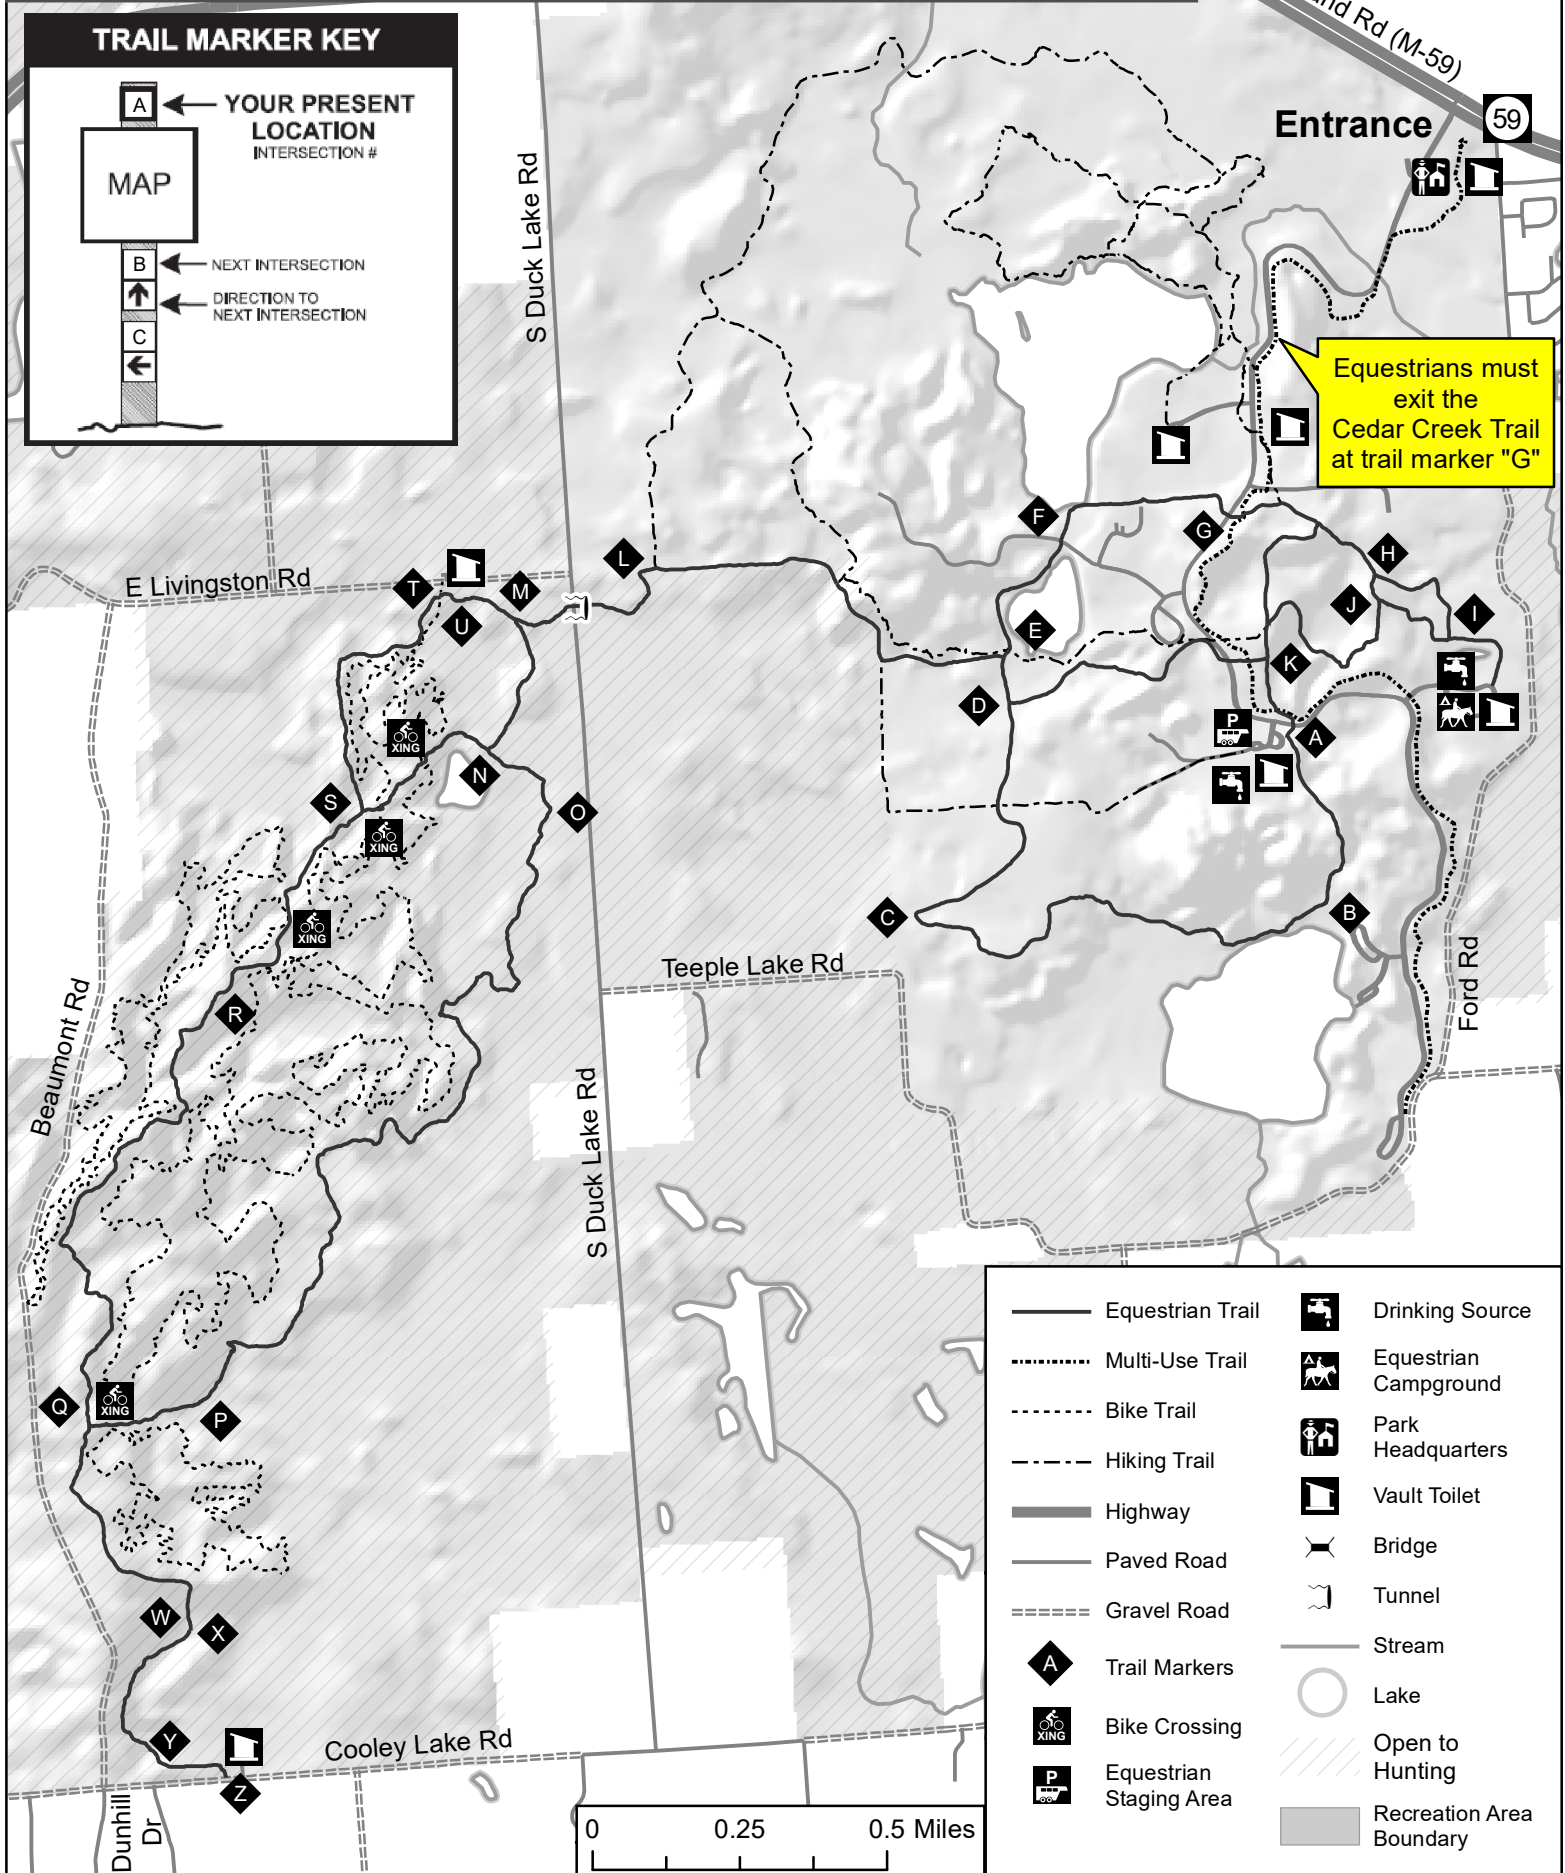 TRAIL MARKER KEY
A
YOUR PRESENT
LOCATION
INTERSECTION #
MAP
B
NEXT INTERSECTION
DIRECTION TO
NEXT INTERSECTION
C
Rd (M-59)
59
Entrance
S Duck Lake Rd
Equestrians must
exit the
Cedar Creek Trail
at trail marker "G"
F
G
H
L
E Livingston Rd
T
M
J
I
U
E
K
D
P
A
XING
N
S
O
XING
C
B
XING
Teeple Lake Rd
Ford Rd
R
Beaumont Rd
S Duck Lake Rd
Q
XING
P
W
X
Y
Cooley Lake Rd
Z
Dunhill
Dr
0 0.25 0.5 Miles
Equestrian Trail
Multi-Use Trail
Bike Trail
Hiking Trail
Highway
Paved Road
Gravel Road
A
Trail Markers
XING
Bike Crossing
P
Equestrian
Staging Area
Drinking Source
Equestrian
Campground
Park
Headquarters
Vault Toilet
Bridge
Tunnel
Stream
Lake
Open to
Hunting
Recreation Area
Boundary